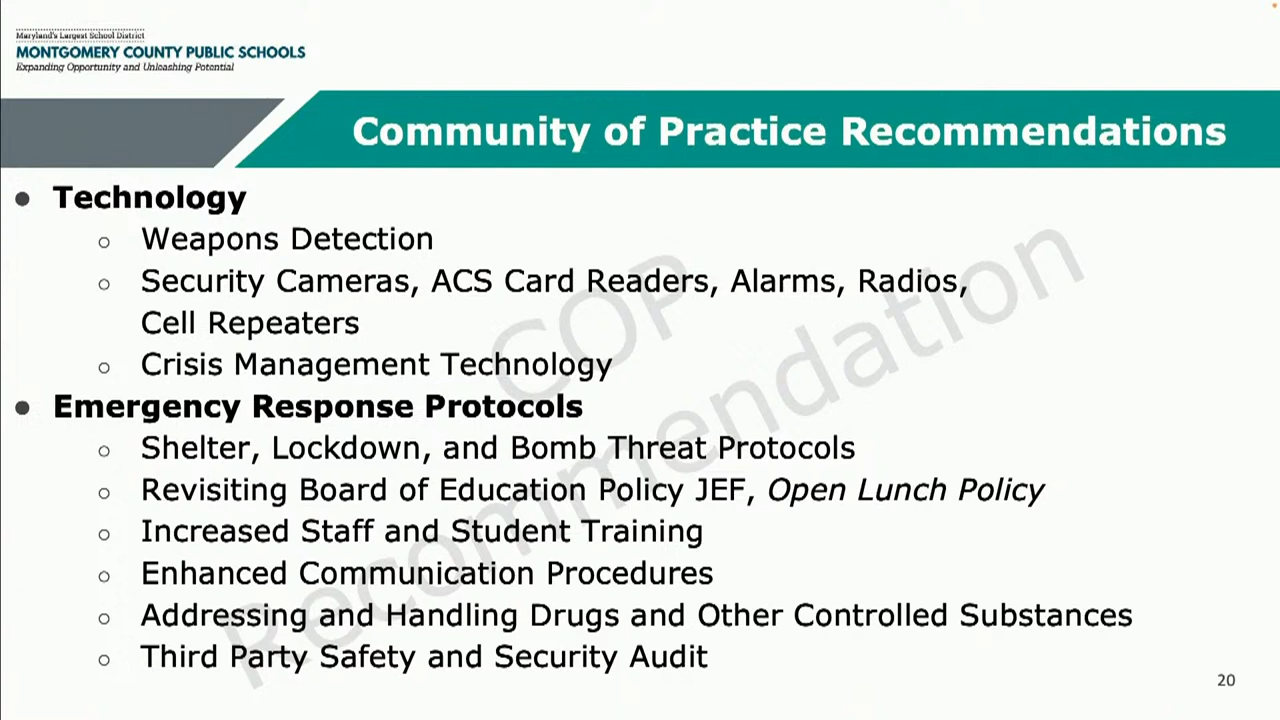 Maryland's Largest School District
MONTGOMERY COUNTY PUBLIC SCHOOLS
Expanding Opportunity and Unleashing Potential
Community of Practice Recommendations
● Technology
○ Weapons Detection
○ Security Cameras, ACS Card Readers, Alarms, Radios,
Cell Repeaters
○ Crisis Management Technology
● Emergency Response Protocols
○ Shelter, Lockdown, and Bomb Threat Protocols
○ Revisiting Board of Education Policy JEF, Open Lunch Policy
○ Increased Staff and Student Training
○ Enhanced Communication Procedures
○ Addressing and Handling Drugs and Other Controlled Substances
○ Third Party Safety and Security Audit
COP
Recommendation
20